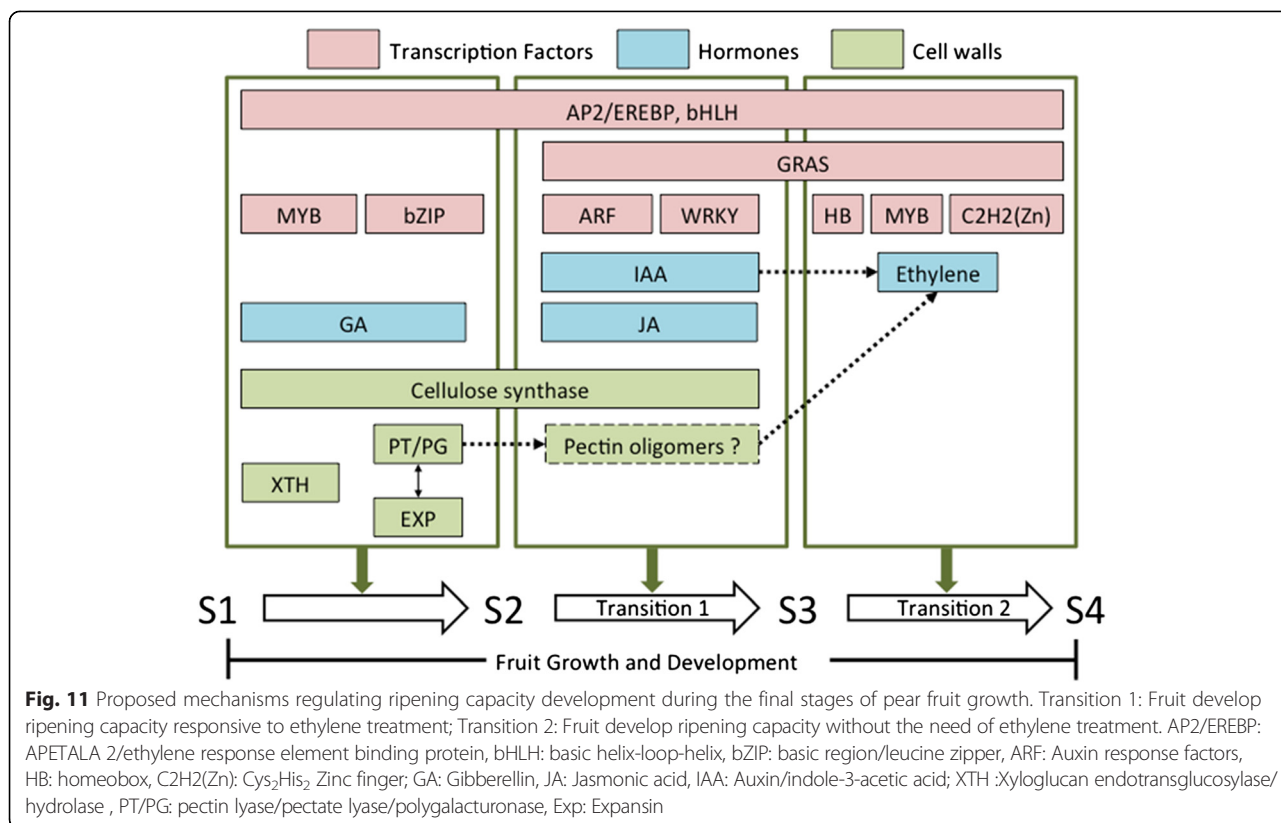 Transcription Factors Hormones Cell walls
AP2/EREBP, bHLH
GRAS
MYB bZIP ARF WRKY HB MYB C2H2(Zn)
IAA Ethylene
GA JA
Cellulose synthase
PT/PG Pectin oligomers ?
XTH
EXP
S1 S2 Transition 1 S3 Transition 2 S4
Fruit Growth and Development
Fig. 11 Proposed mechanisms regulating ripening capacity development during the final stages of pear fruit growth. Transition 1: Fruit develop
ripening capacity responsive to ethylene treatment; Transition 2: Fruit develop ripening capacity without the need of ethylene treatment. AP2/EREBP:
APETALA 2/ethylene response element binding protein, bHLH: basic helix-loop-helix, bZIP: basic region/leucine zipper, ARF: Auxin response factors,
HB: homeobox, C2H2(Zn): Cys₂His₂ Zinc finger; GA: Gibberellin, JA: Jasmonic acid, IAA: Auxin/indole-3-acetic acid; XTH :Xyloglucan endotransglucosylase/
hydrolase , PT/PG: pectin lyase/pectate lyase/polygalacturonase, Exp: Expansin